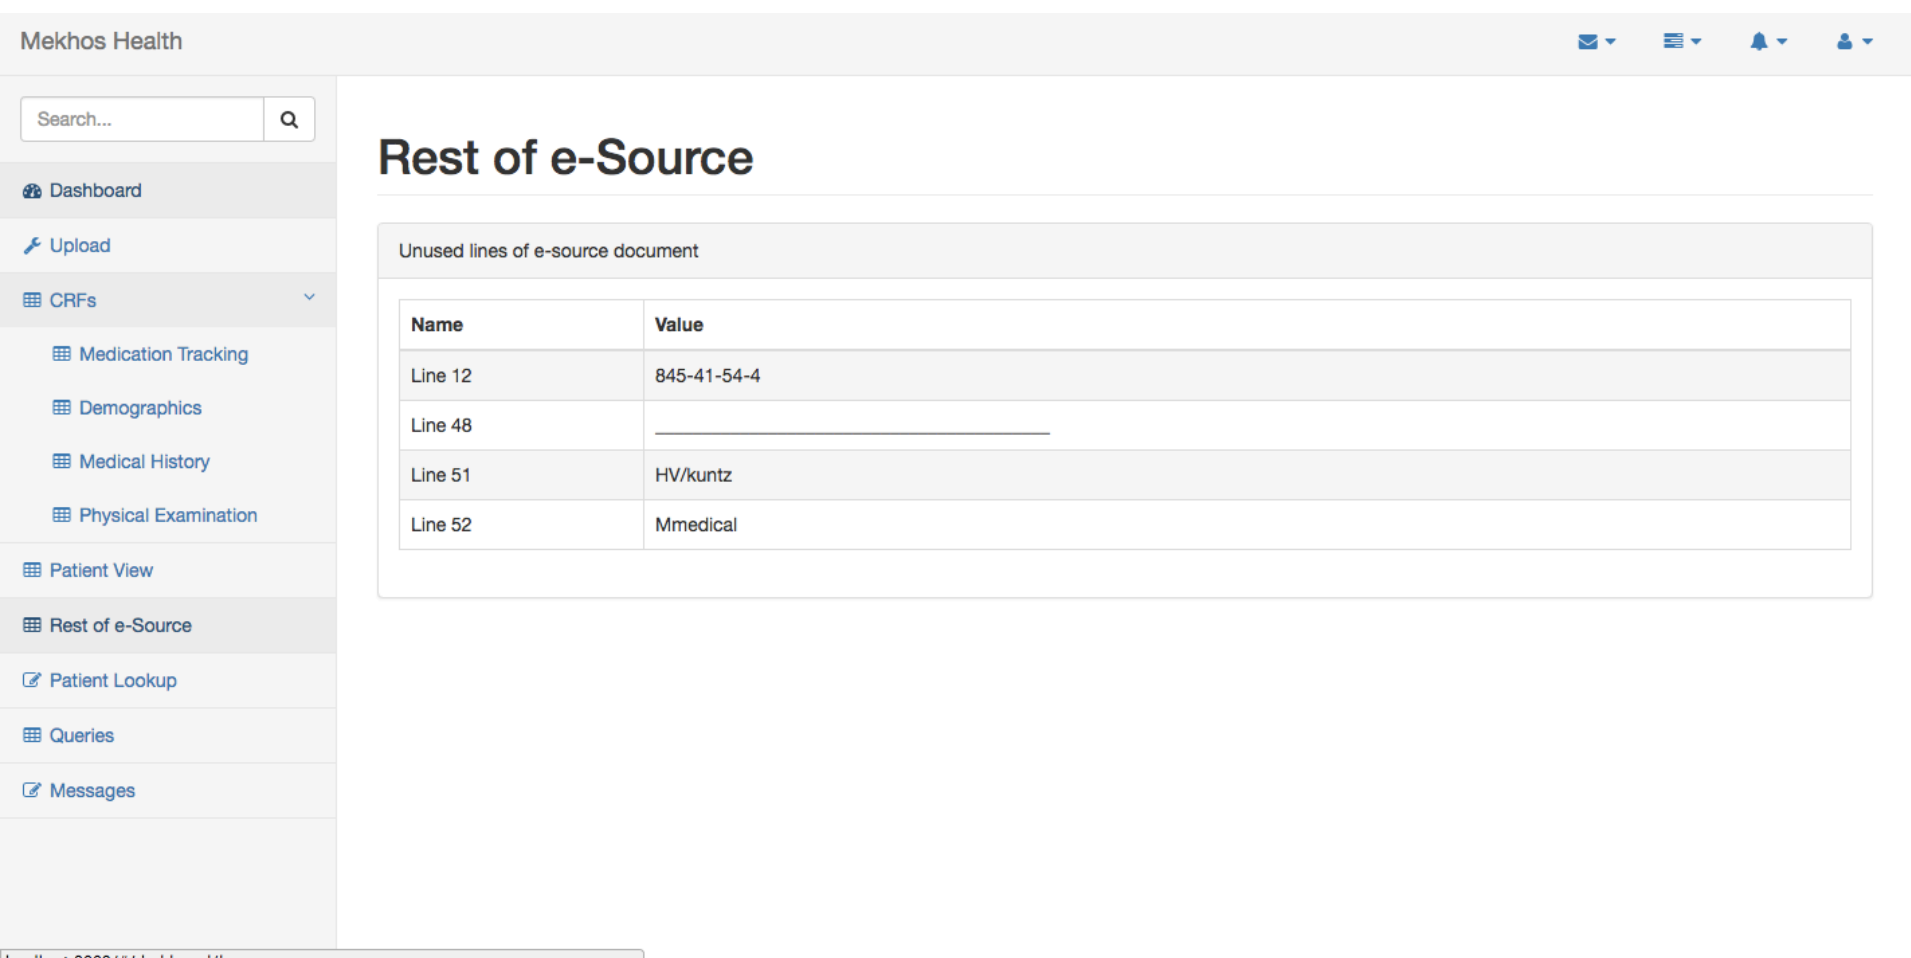 Mekhos Health
Search...
Dashboard
Upload
CRFs
Medication Tracking
Demographics
Medical History
Physical Examination
Patient View
Rest of e-Source
Patient Lookup
Queries
Messages
Rest of e-Source
Unused lines of e-source document
Name Value
Line 12 845-41-54-4
Line 48 ____________________________________
Line 51 HV/kuntz
Line 52 Mmedical